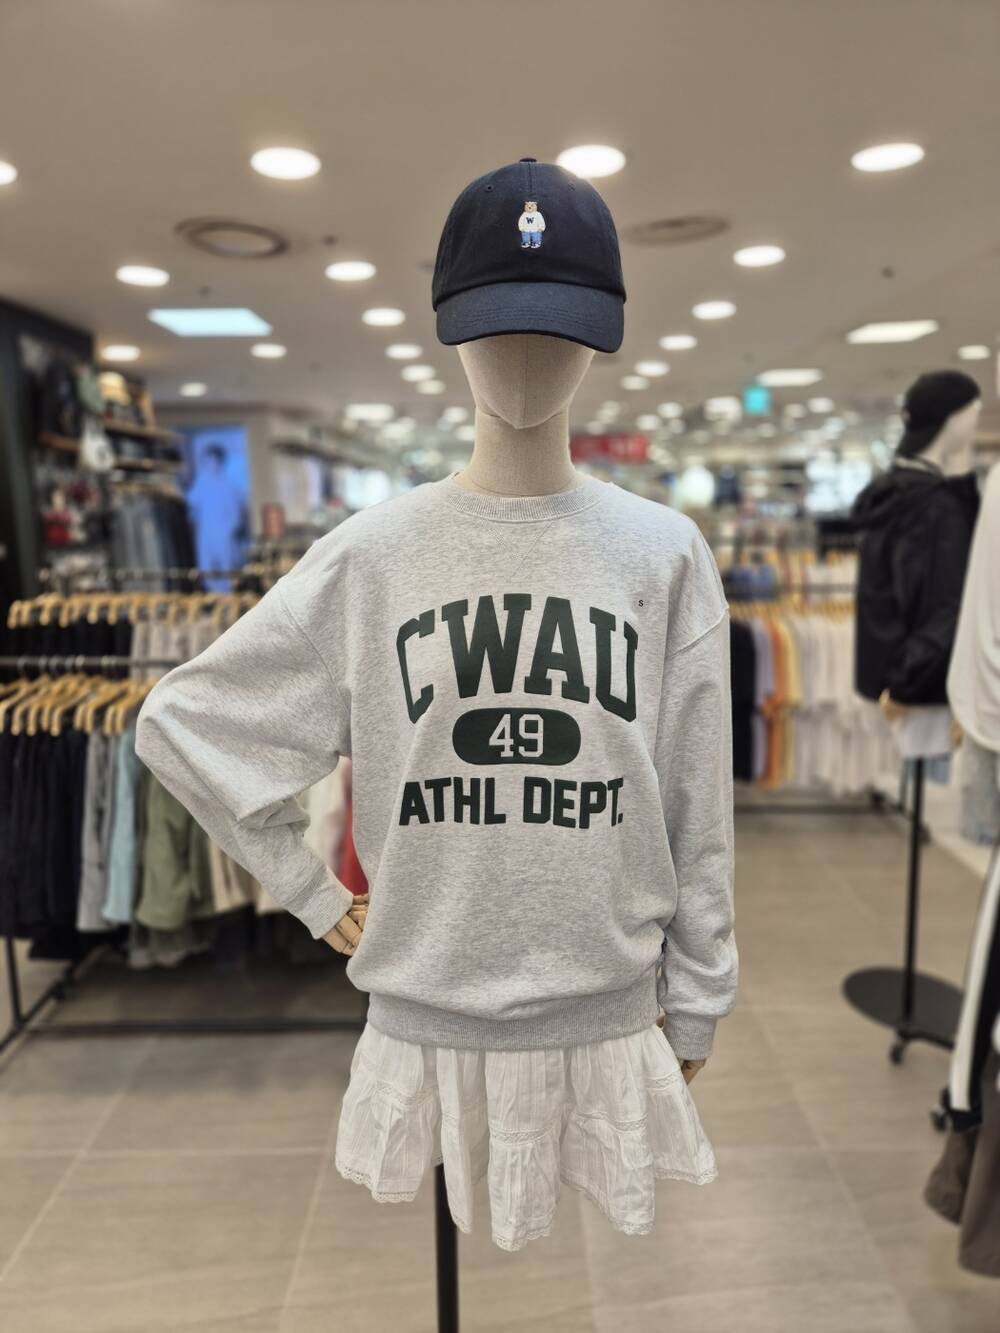 W
S
CWAU
49
ATHL DEPT.